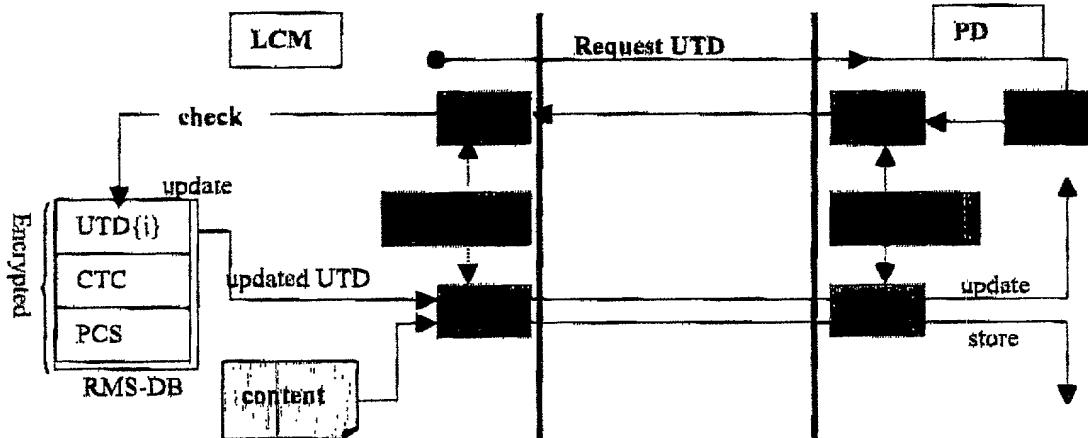 LCM
Request UTD
PD
check
update
Encrypted
UTD{i}
CTC
PCS
RMS-DB
updated UTD
content
update
store